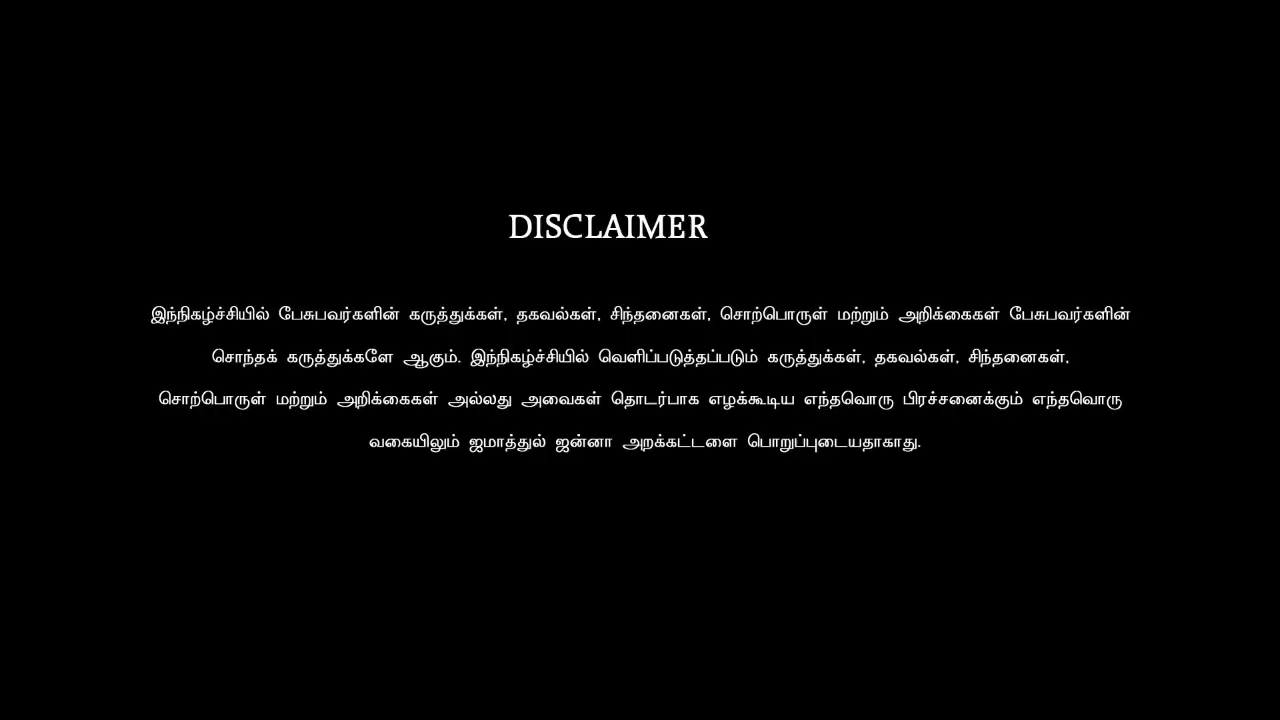 DISCLAIMER
இந்நிகழ்ச்சியில் பேசுபவர்களின் கருத்துக்கள், தகவல்கள், சிந்தனைகள், சொற்பொருள் மற்றும் அறிக்கைகள் பேசுபவர்களின்
சொந்தக் கருத்துக்களே ஆகும். இந்நிகழ்ச்சியில் வெளிப்படுத்தப்படும் கருத்துக்கள், தகவல்கள், சிந்தனைகள்,
சொற்பொருள் மற்றும் அறிக்கைகள் அல்லது அவைகள் தொடர்பாக எழக்கூடிய எந்தவொரு பிரச்சனைக்கும் எந்தவொரு
வகையிலும் ஜமாத்துல் ஜன்னா அறக்கட்டளை பொறுப்புடையதாகாது.